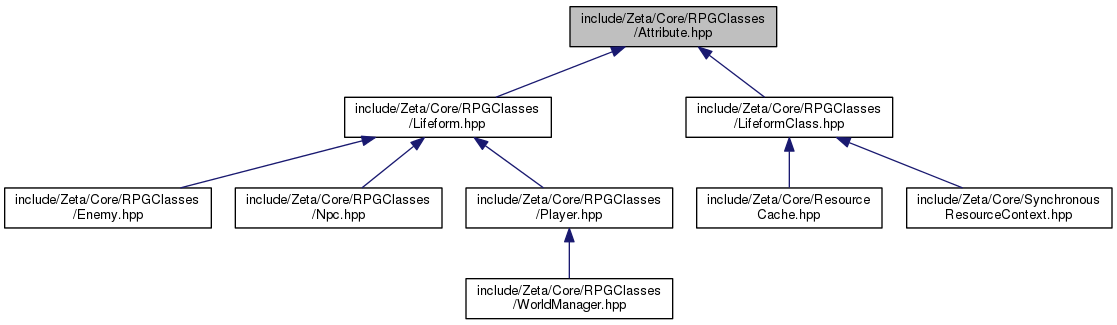 include/Zeta/Core/RPGClasses
/Attribute.hpp
include/Zeta/Core/RPGClasses
/Lifeform.hpp
include/Zeta/Core/RPGClasses
/LifeformClass.hpp
include/Zeta/Core/RPGClasses
/Enemy.hpp
include/Zeta/Core/RPGClasses
/Npc.hpp
include/Zeta/Core/RPGClasses
/Player.hpp
include/Zeta/Core/Resource
Cache.hpp
include/Zeta/Core/Synchronous
ResourceContext.hpp
include/Zeta/Core/RPGClasses
/WorldManager.hpp